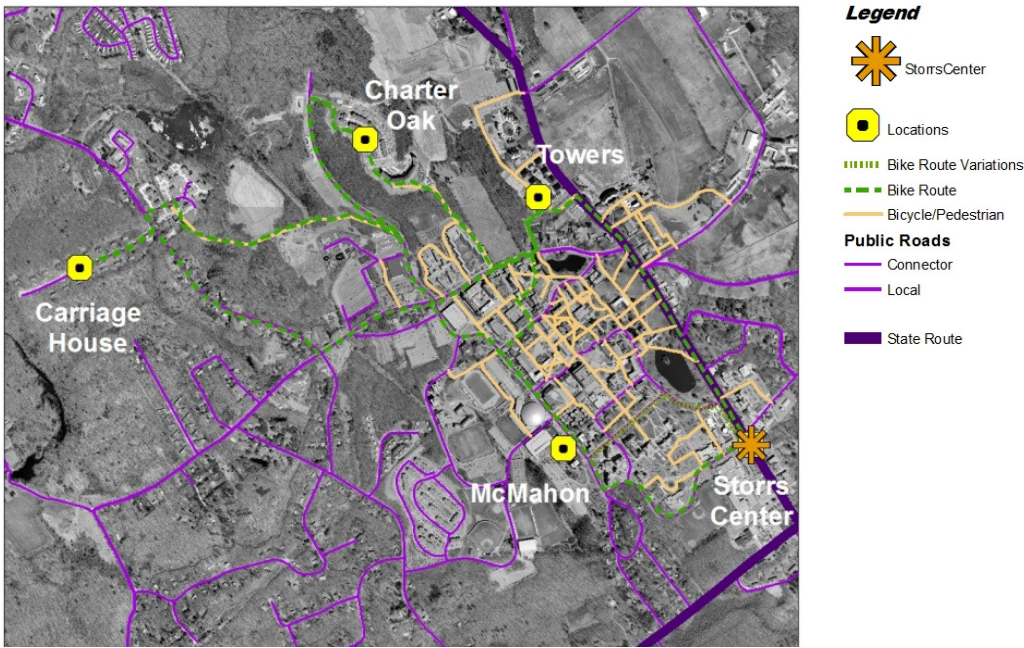 Charter
Oak
Towers
Carriage
House
McMahon
Storrs
Center
Legend
StorrsCenter
Locations
Bike Route Variations
Bike Route
Bicycle/Pedestrian
Public Roads
Connector
Local
State Route